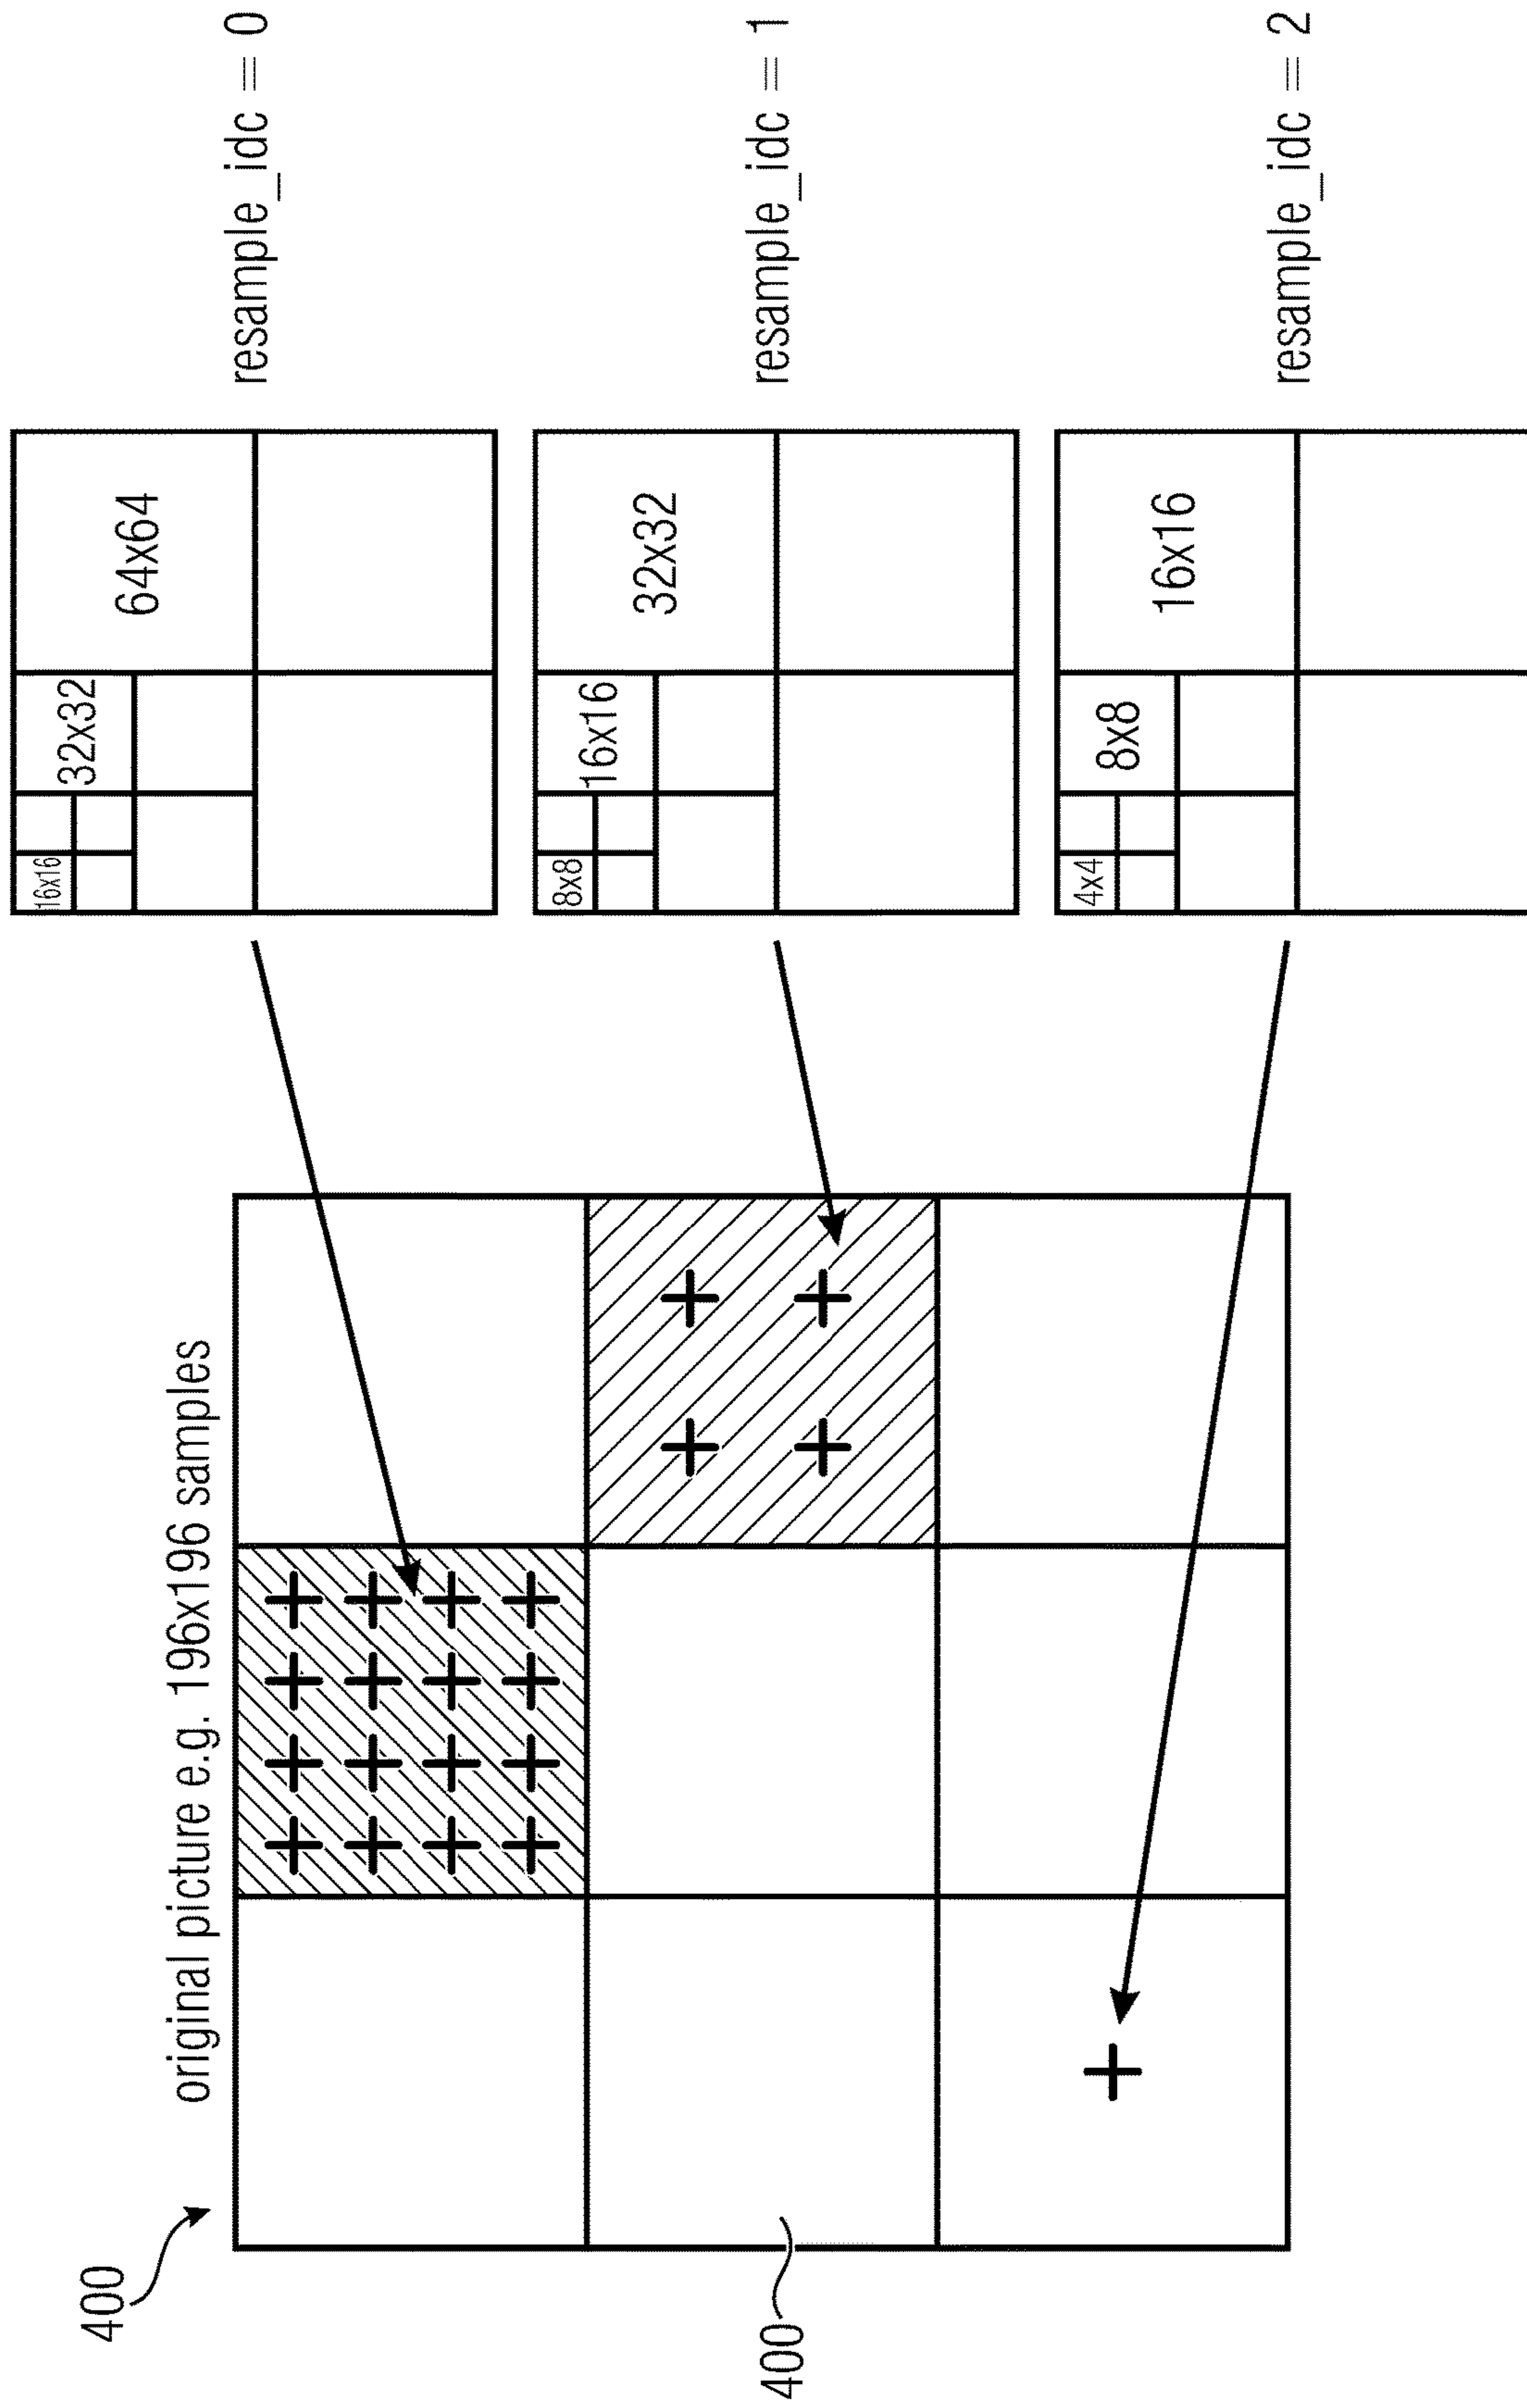 400
original picture e.g. 196x196 samples
400
16x16
32x32
64x64
resample_idc = 0
8x8
16x16
32x32
resample_idc = 1
4x4
8x8
16x16
resample_idc = 2